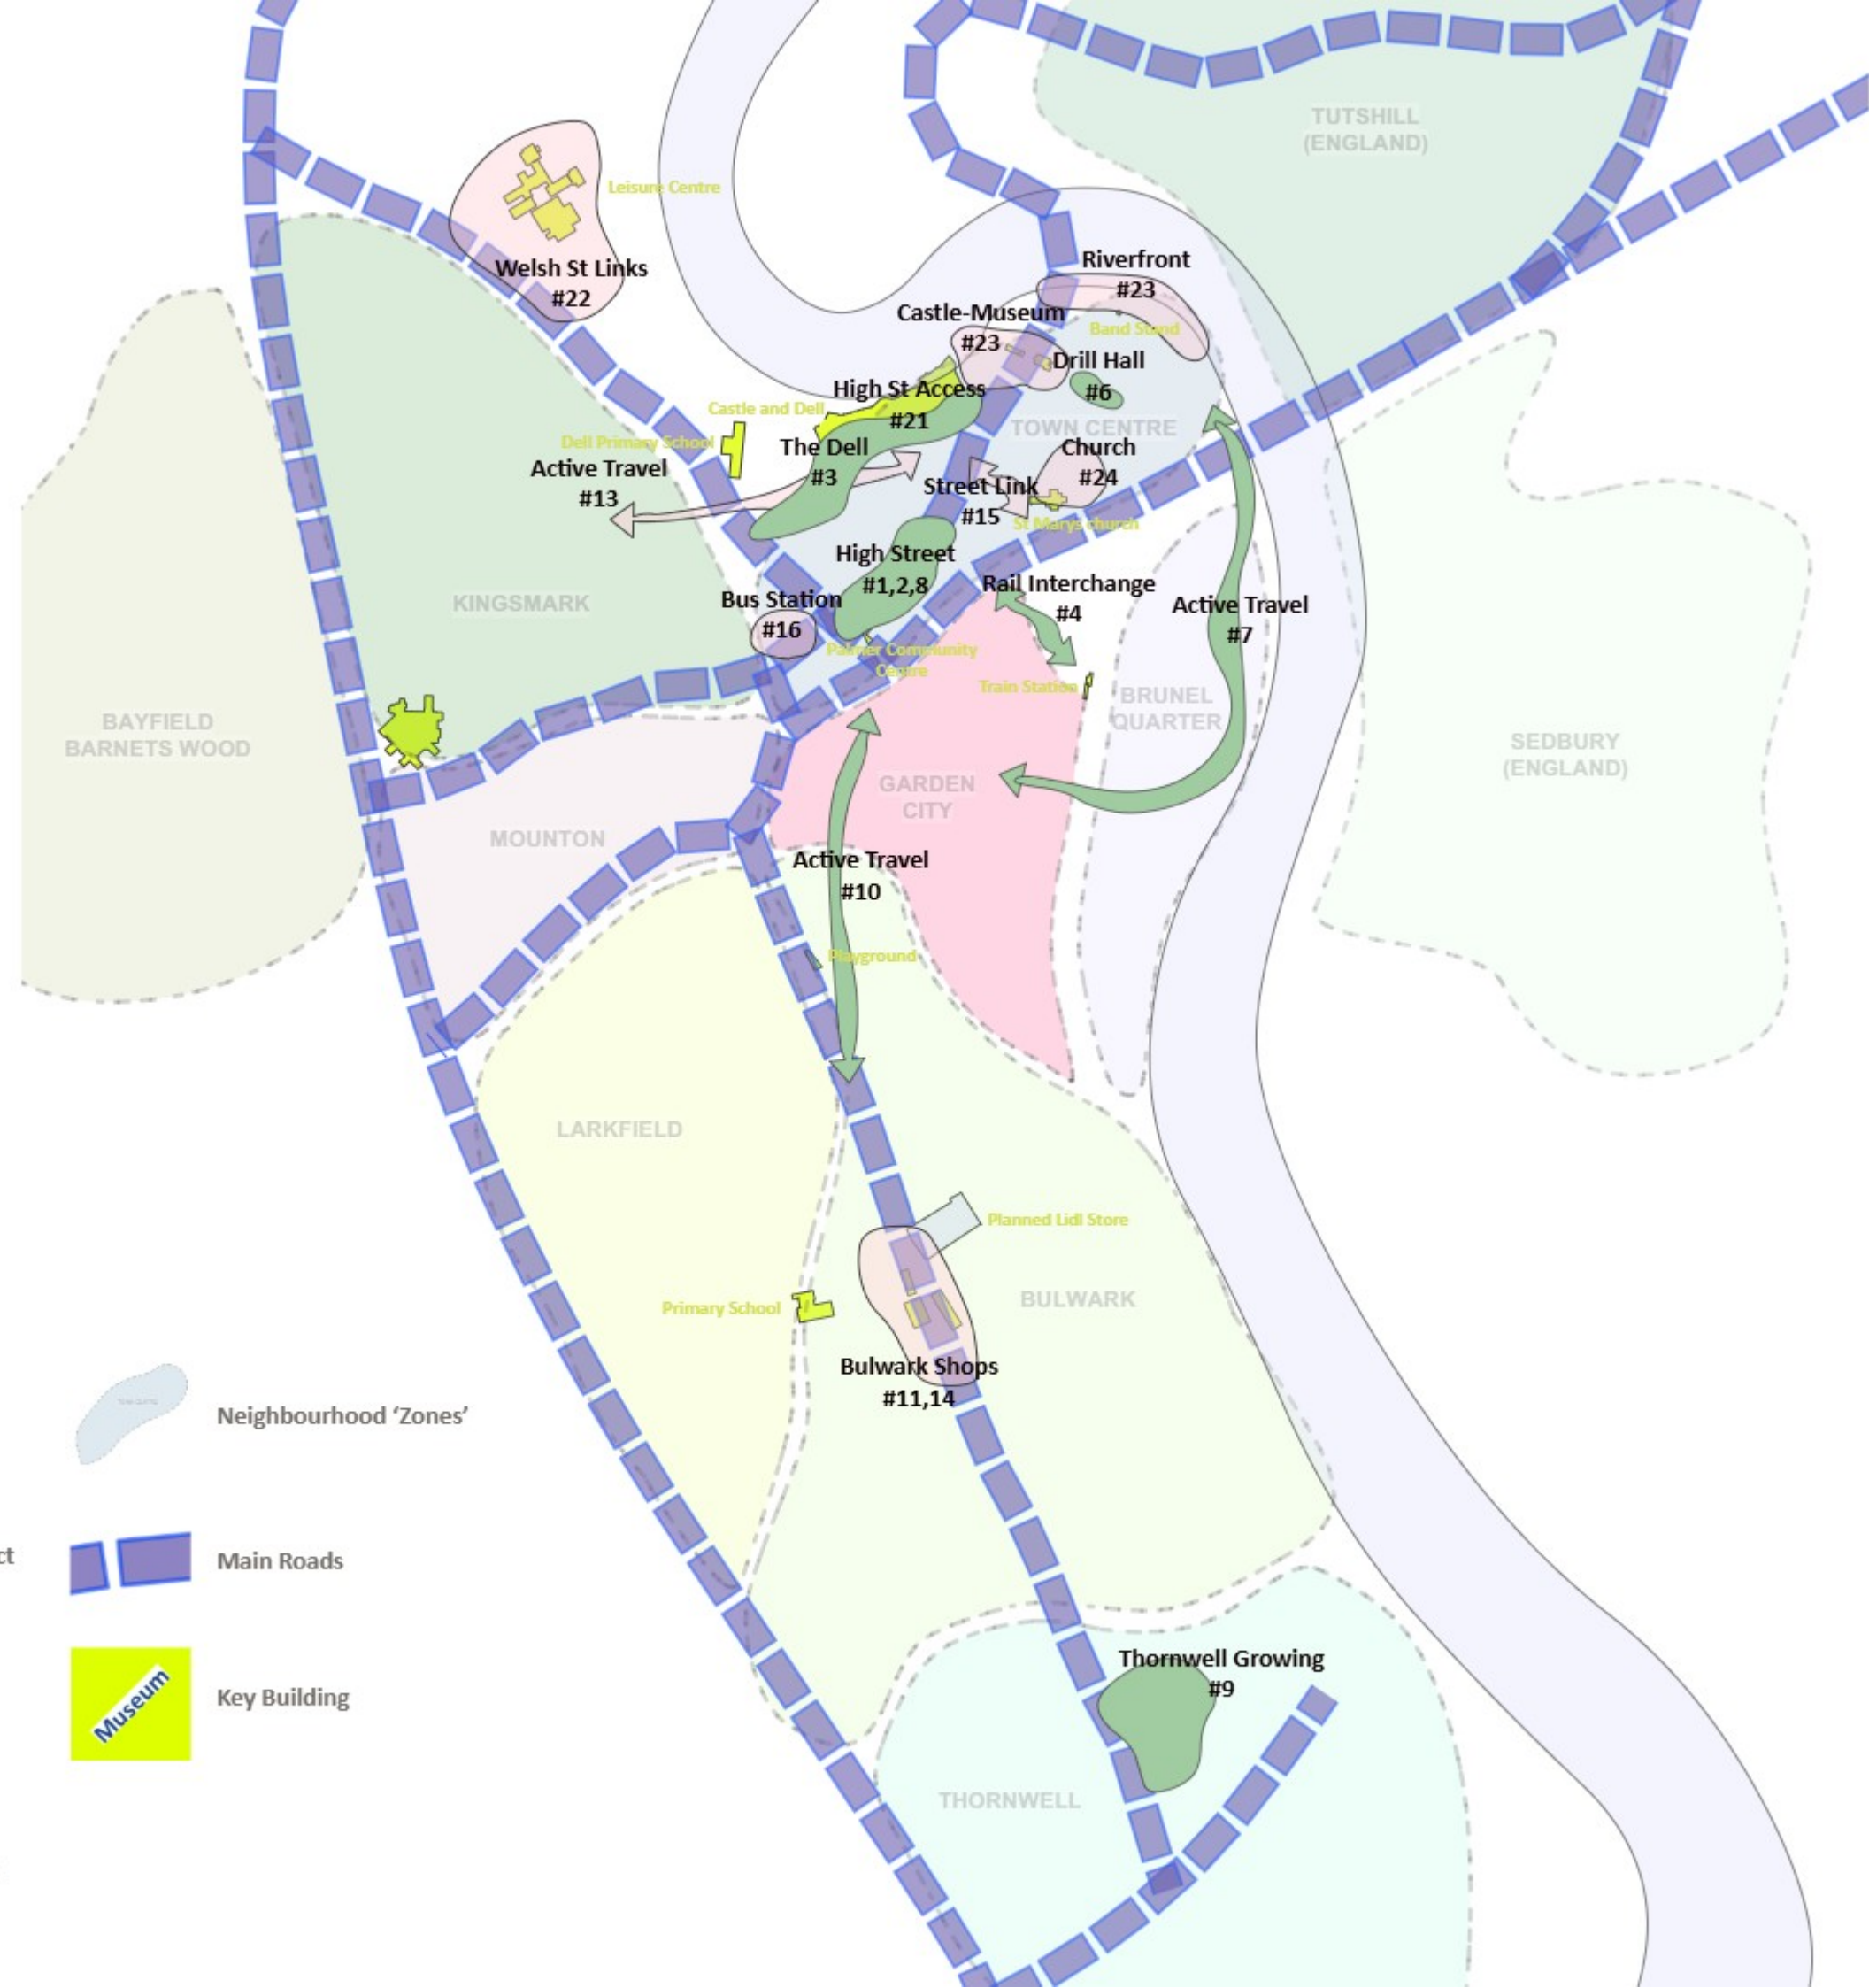 TUTSHILL
(ENGLAND)
Leisure Centre
Welsh St Links
#22
Riverfront
#23
Castle-Museum
#23
Band Stand
Drill Hall
#6
High St Access
#21
Castle and Dell
Dell Primary School
TOWN CENTRE
The Dell
#3
Church
#24
Active Travel
#13
Street Link
#15
St Marys church
High Street
#1,2,8
Rail Interchange
#4
Active Travel
#7
KINGSMARK
Bus Station
#16
Palmer Community
Centre
Train Station
BRUNEL
QUARTER
BAYFIELD
BARNETS WOOD
SEDBURY
(ENGLAND)
GARDEN
CITY
MOUNTON
Active Travel
#10
Playground
LARKFIELD
Planned Lidl Store
BULWARK
Primary School
Bulwark Shops
#11,14
Neighbourhood ‘Zones’
ct
Main Roads
Museum
Key Building
Thornwell Growing
#9
THORNWELL